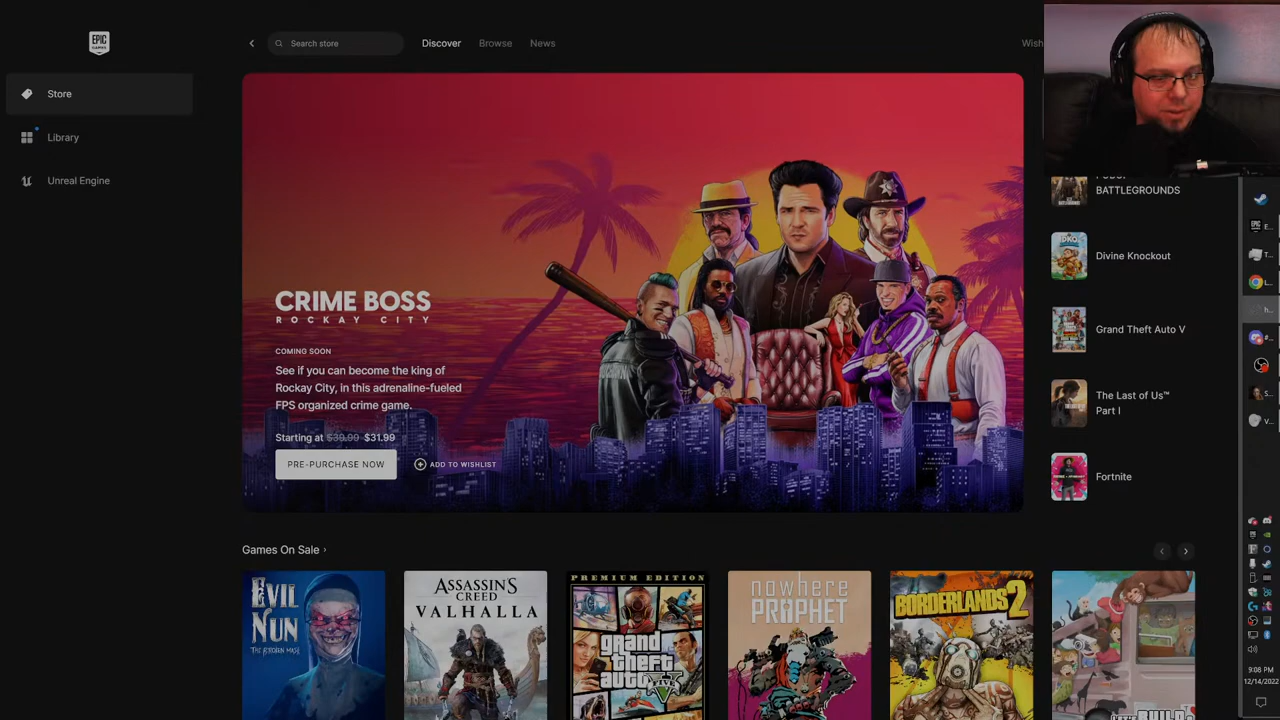 EPIC
GAMES
Search store
Discover
Browse
News
Wish
Store
Library
Unreal Engine
CRIME BOSS
ROCKAY CITY
COMING SOON
See if you can become the king of
Rockay City, in this adrenaline-fueled
FPS organized crime game.
Starting at $39.99 $31.99
PRE-PURCHASE NOW
ADD TO WISHLIST
BATTLEGROUNDS
Divine Knockout
Grand Theft Auto V
The Last of Us™
Part I
Fortnite
Games On Sale
EVIL
NUN
THE BROKEN MASK
ASSASSIN'S
CREED
VALHALLA
PREMIUM EDITION
grand
theft
auto V
nowhere
PROPHET
BORDERLANDS 2
E...
T...
L...
h...
S...
V...
9:08 PM
12/14/2022